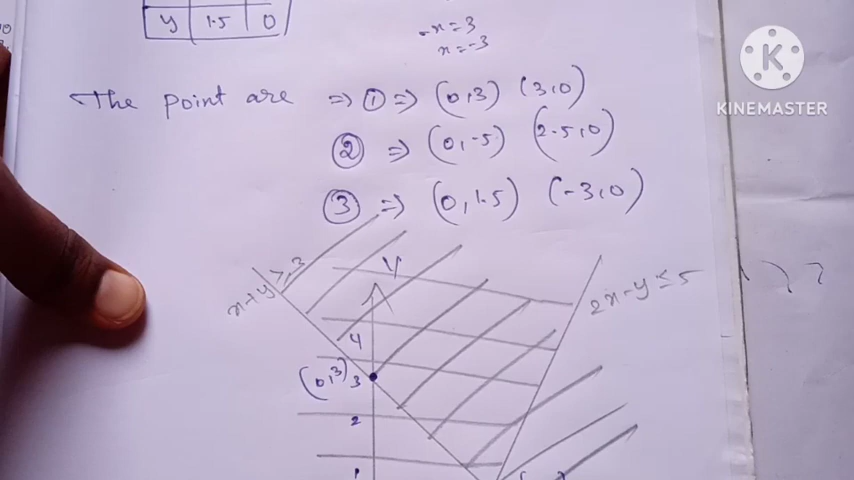 y 1.5 0
-x = 3
x = -3
KINEMASTER
The point are => ① => (0,3) (3,0)
② => (0,-5) (2.5,0)
③ => (0,1.5) (-3,0)
x+y ≥ 3
y
2x-y ≤ 5
4
(0,3) 3
2
1